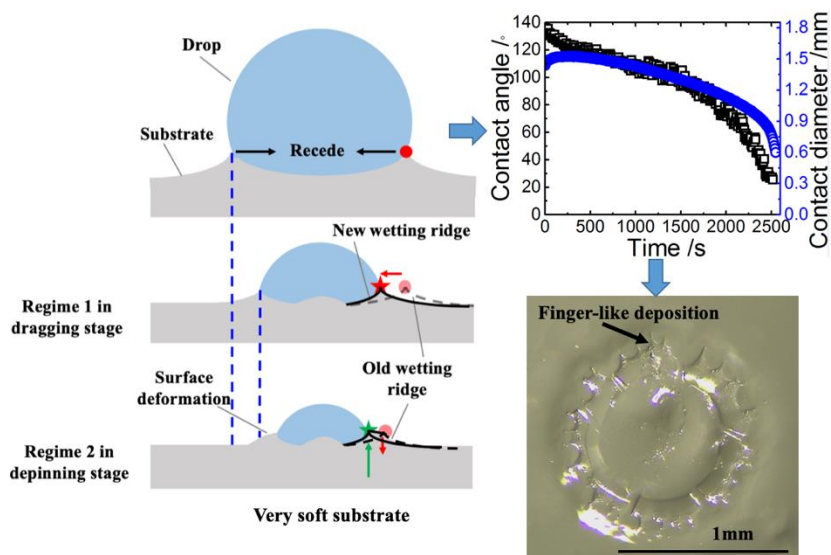 Drop
Substrate
Recede
New wetting ridge
Regime 1 in
dragging stage
Old wetting
ridge
Surface
deformation
Regime 2 in
depinning stage
Very soft substrate
Contact angle /°
140
120
100
80
60
40
20
0
0 500 1000 1500 2000 2500
Time /s
1.8
1.5
1.2
0.9
0.6
0.3
0.0
Contact diameter /mm
Finger-like deposition
1mm